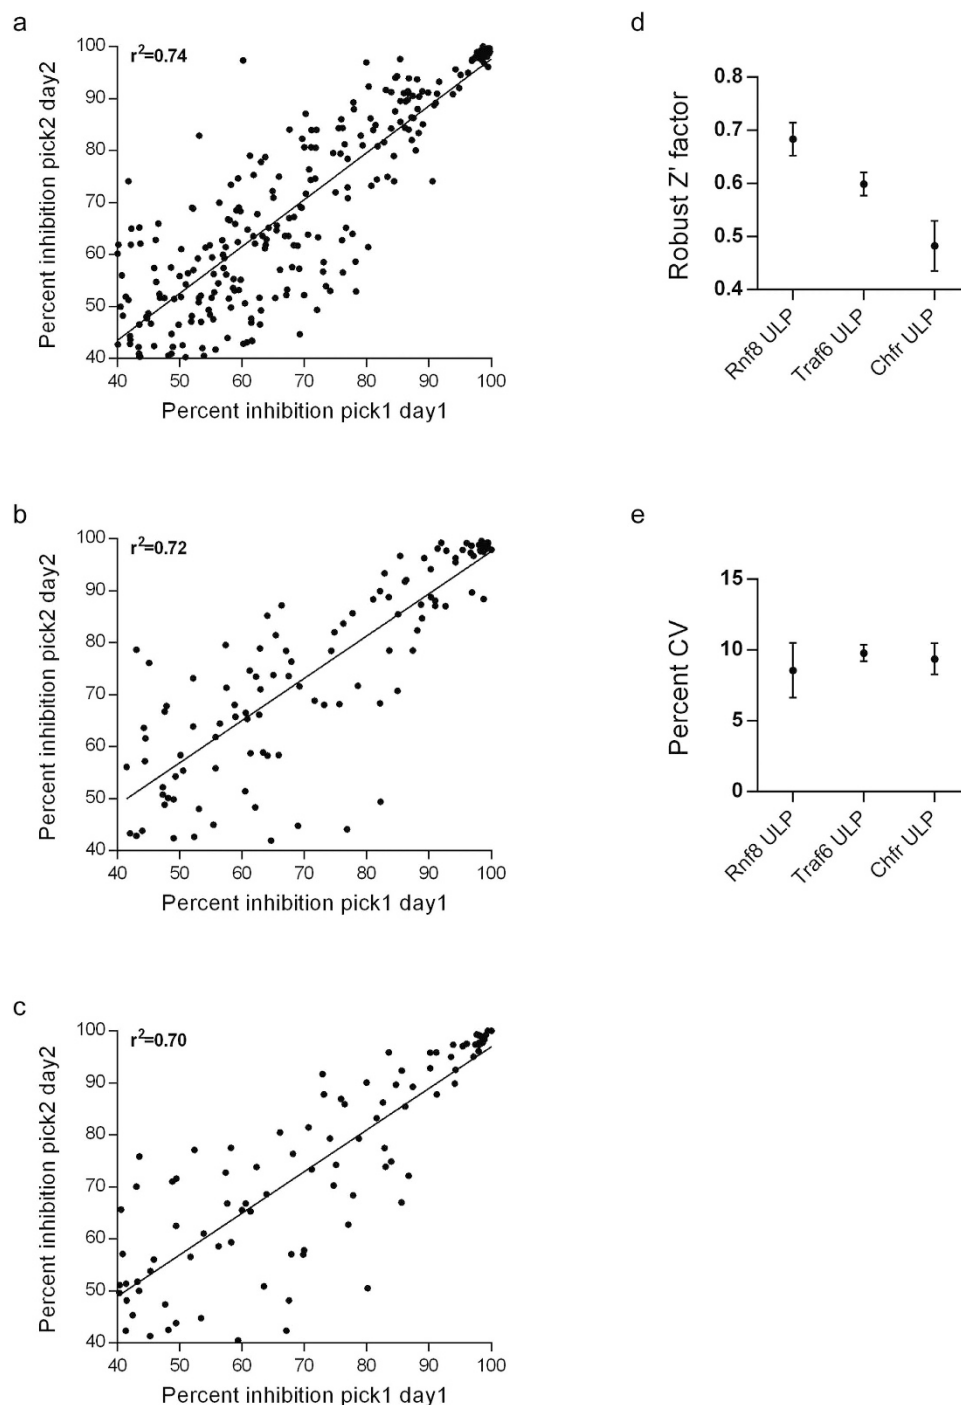 a
r²=0.74
100
90
80
70
60
50
40
40 50 60 70 80 90 100
Percent inhibition pick2 day2
Percent inhibition pick1 day1
b
r²=0.72
100
90
80
70
60
50
40
40 50 60 70 80 90 100
Percent inhibition pick2 day2
Percent inhibition pick1 day1
c
r²=0.70
100
90
80
70
60
50
40
40 50 60 70 80 90 100
Percent inhibition pick2 day2
Percent inhibition pick1 day1
d
0.8
0.7
0.6
0.5
0.4
Robust Z' factor
Rnf8 ULP
Traf6 ULP
Chfr ULP
e
15
10
5
0
Percent CV
Rnf8 ULP
Traf6 ULP
Chfr ULP